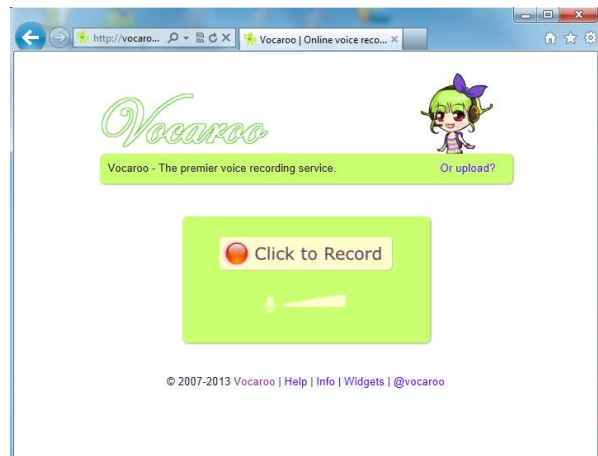 http://vocaro...
Vocaroo | Online voice reco...
Vocaroo
Vocaroo - The premier voice recording service.
Or upload?
Click to Record
© 2007-2013 Vocaroo | Help | Info | Widgets | @vocaroo